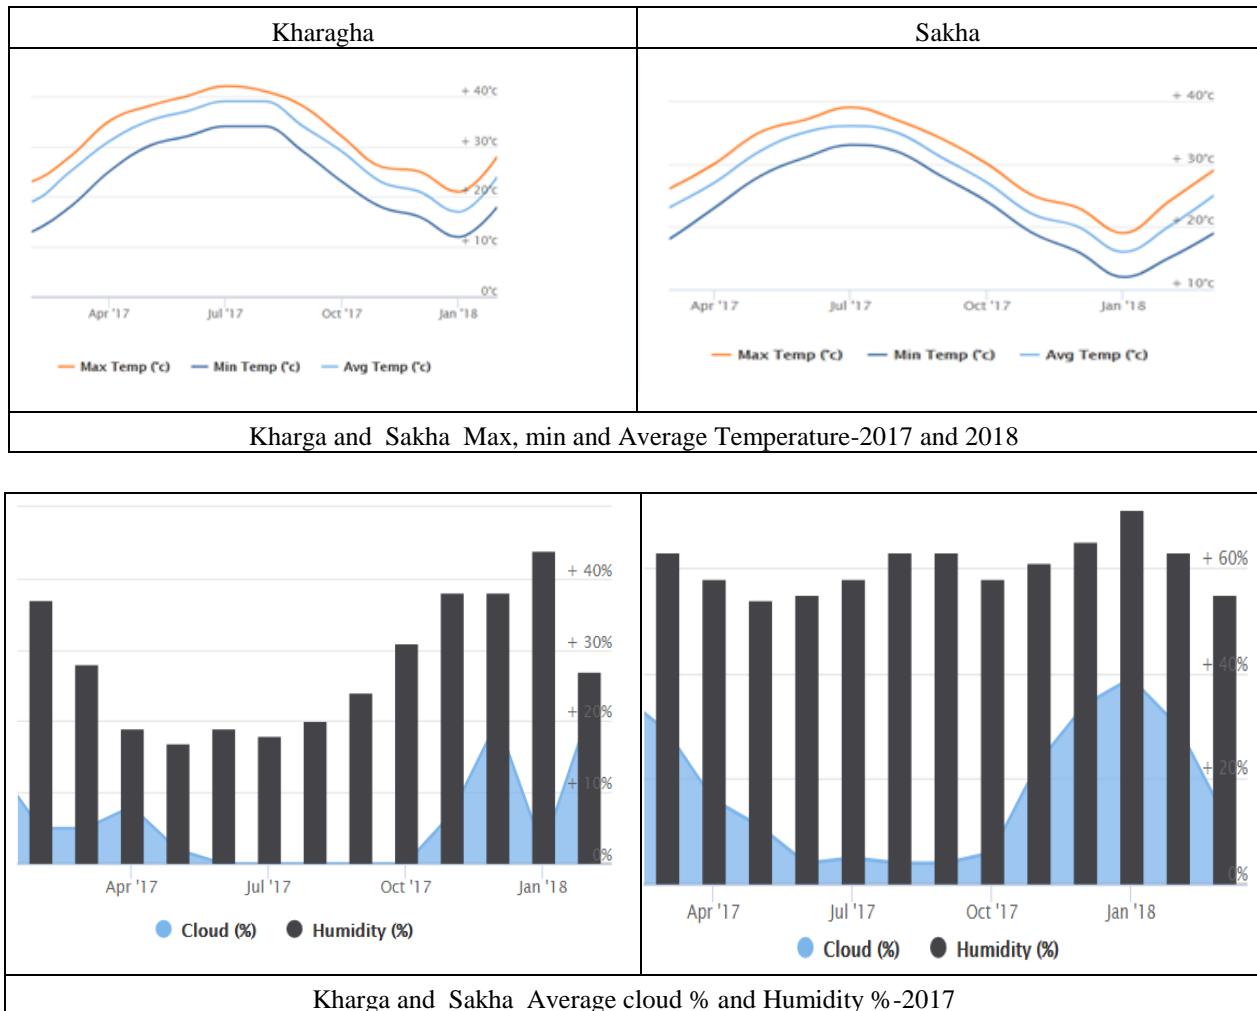 Kharagha
Sakha
+ 40°c
+ 30°c
+ 20°c
+ 10°c
0°c
Apr '17 Jul '17 Oct '17 Jan '18
Max Temp (°c) Min Temp (°c) Avg Temp (°c)
+ 40°c
+ 30°c
+ 20°c
+ 10°c
Apr '17 Jul '17 Oct '17 Jan '18
Max Temp (°c) Min Temp (°c) Avg Temp (°c)
Kharga and Sakha Max, min and Average Temperature-2017 and 2018
+ 40%
+ 30%
+ 20%
+ 10%
0%
Apr '17 Jul '17 Oct '17 Jan '18
Cloud (%) Humidity (%)
+ 60%
+ 40%
+ 20%
0%
Apr '17 Jul '17 Oct '17 Jan '18
Cloud (%) Humidity (%)
Kharga and Sakha Average cloud % and Humidity %-2017